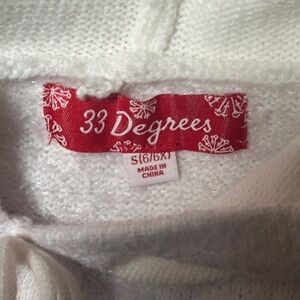 33 Degrees
S(6/6X)
MADE IN
CHINA